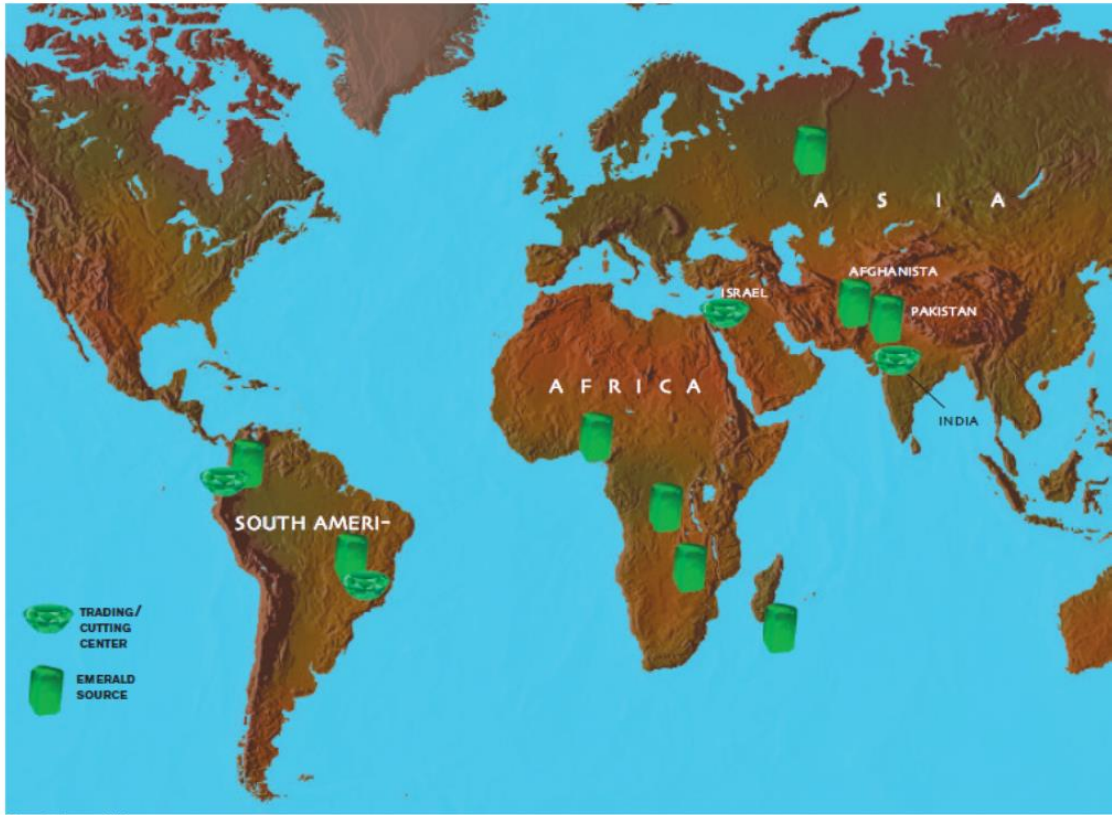 A S I A
AFGHANISTA
ISRAEL
PAKISTAN
A F R I C A
INDIA
SOUTH AMERI-
TRADING/
CUTTING
CENTER
EMERALD
SOURCE